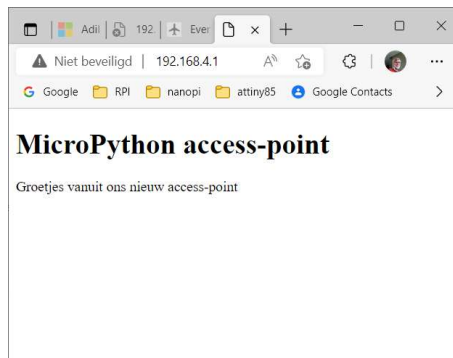 Adil 192. Ever
Niet beveiligd | 192.168.4.1 A
Google RPI nanopi attiny85 Google Contacts
MicroPython access-point
Groetjes vanuit ons nieuw access-point